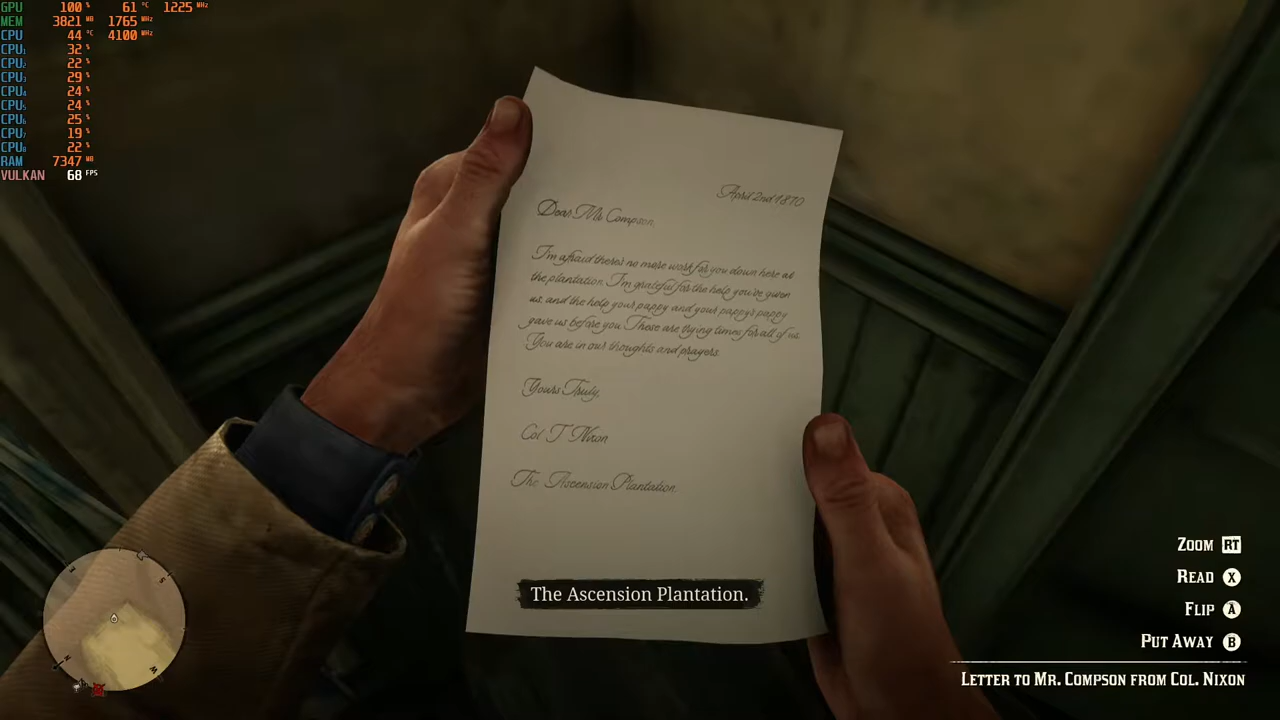 GPU 100 % 61 °C 1225 MHz
MEM 3821 MB 1765 MHz
CPU 44 °C 4100 MHz
CPU1 32 %
CPU2 22 %
CPU3 29 %
CPU4 24 %
CPU5 24 %
CPU6 25 %
CPU7 19 %
CPU8 22 %
RAM 7347 MB
VULKAN 68 FPS
April 2nd 1870
Dear Mr Compson,
I'm afraid there's no more work for you down here at
the plantation. I'm grateful for the help you've given
us, and the help your pappy and your pappy's pappy
gave us before you. These are trying times for all of us.
You are in our thoughts and prayers.
Yours Truly,
Col T Nixon
The Ascension Plantation.
The Ascension Plantation.
ZOOM RT
READ X
FLIP A
PUT AWAY B
LETTER TO MR. COMPSON FROM COL. NIXON